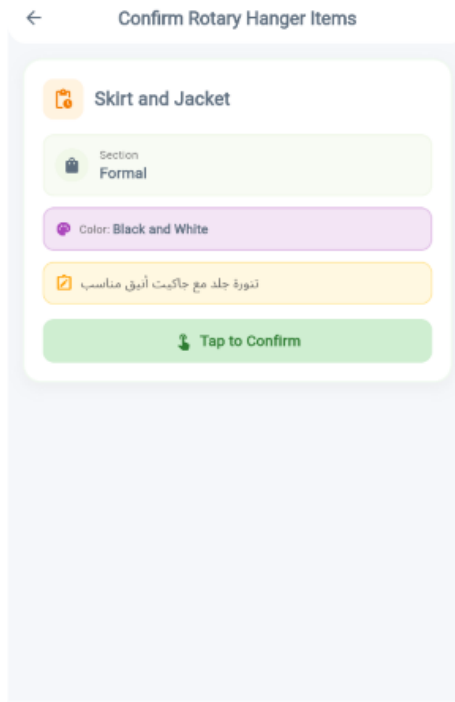 Confirm Rotary Hanger Items
Skirt and Jacket
Section
Formal
Color: Black and White
تنورة جلد مع جاكيت أنيق مناسب
Tap to Confirm